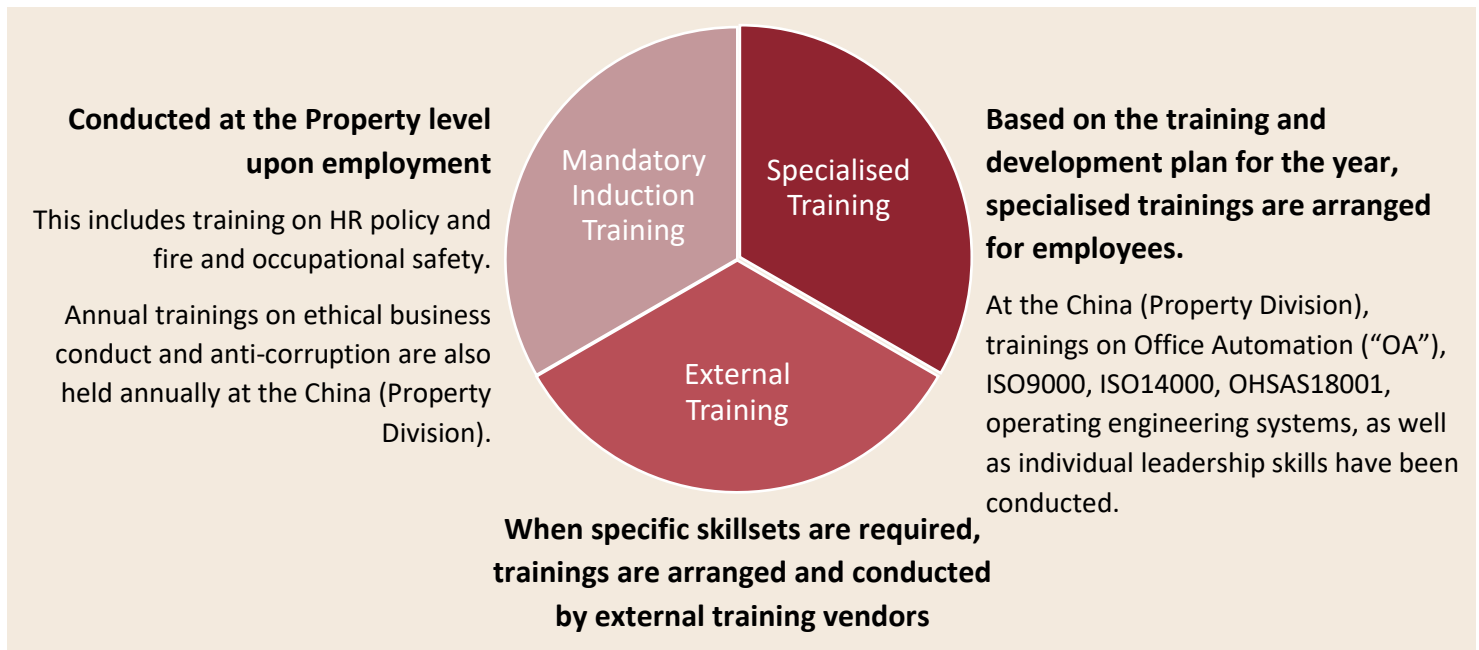 Conducted at the Property level
upon employment
This includes training on HR policy and
fire and occupational safety.
Annual trainings on ethical business
conduct and anti-corruption are also
held annually at the China (Property
Division).
Mandatory
Induction
Training
Specialised
Training
External
Training
Based on the training and
development plan for the year,
specialised trainings are arranged
for employees.
At the China (Property Division),
trainings on Office Automation (“OA”),
ISO9000, ISO14000, OHSAS18001,
operating engineering systems, as well
as individual leadership skills have been
conducted.
When specific skillsets are required,
trainings are arranged and conducted
by external training vendors